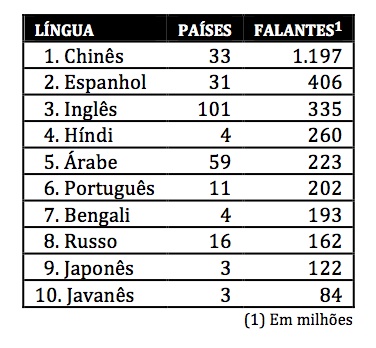 LÍNGUA PAÍSES FALANTES¹
1. Chinês 33 1.197
2. Espanhol 31 406
3. Inglês 101 335
4. Híndi 4 260
5. Árabe 59 223
6. Português 11 202
7. Bengali 4 193
8. Russo 16 162
9. Japonês 3 122
10. Javanês 3 84
(1) Em milhões